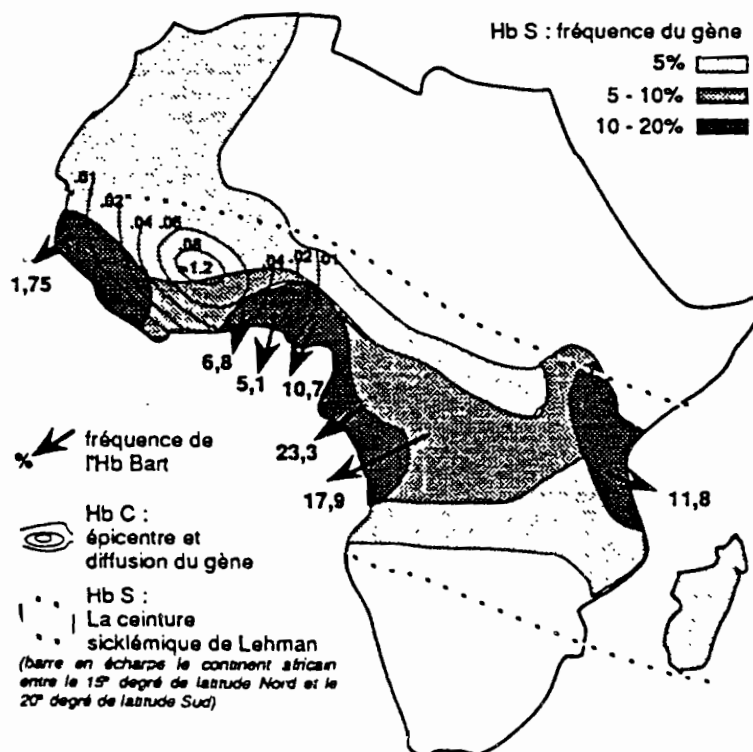 Hb S : fréquence du gène
5%
5 - 10%
10 - 20%
.01
.02
.04 .06
.08
.04 .02 .01
1,75
6,8
5,1
10,7
23,3
17,9
11,8
%
fréquence de
l'Hb Bart
Hb C :
épicentre et
diffusion du gène
Hb S :
La ceinture
sicklémique de Lehman
(barre en écharpe le continent africain
entre le 15° degré de latitude Nord et le
20° degré de latitude Sud)